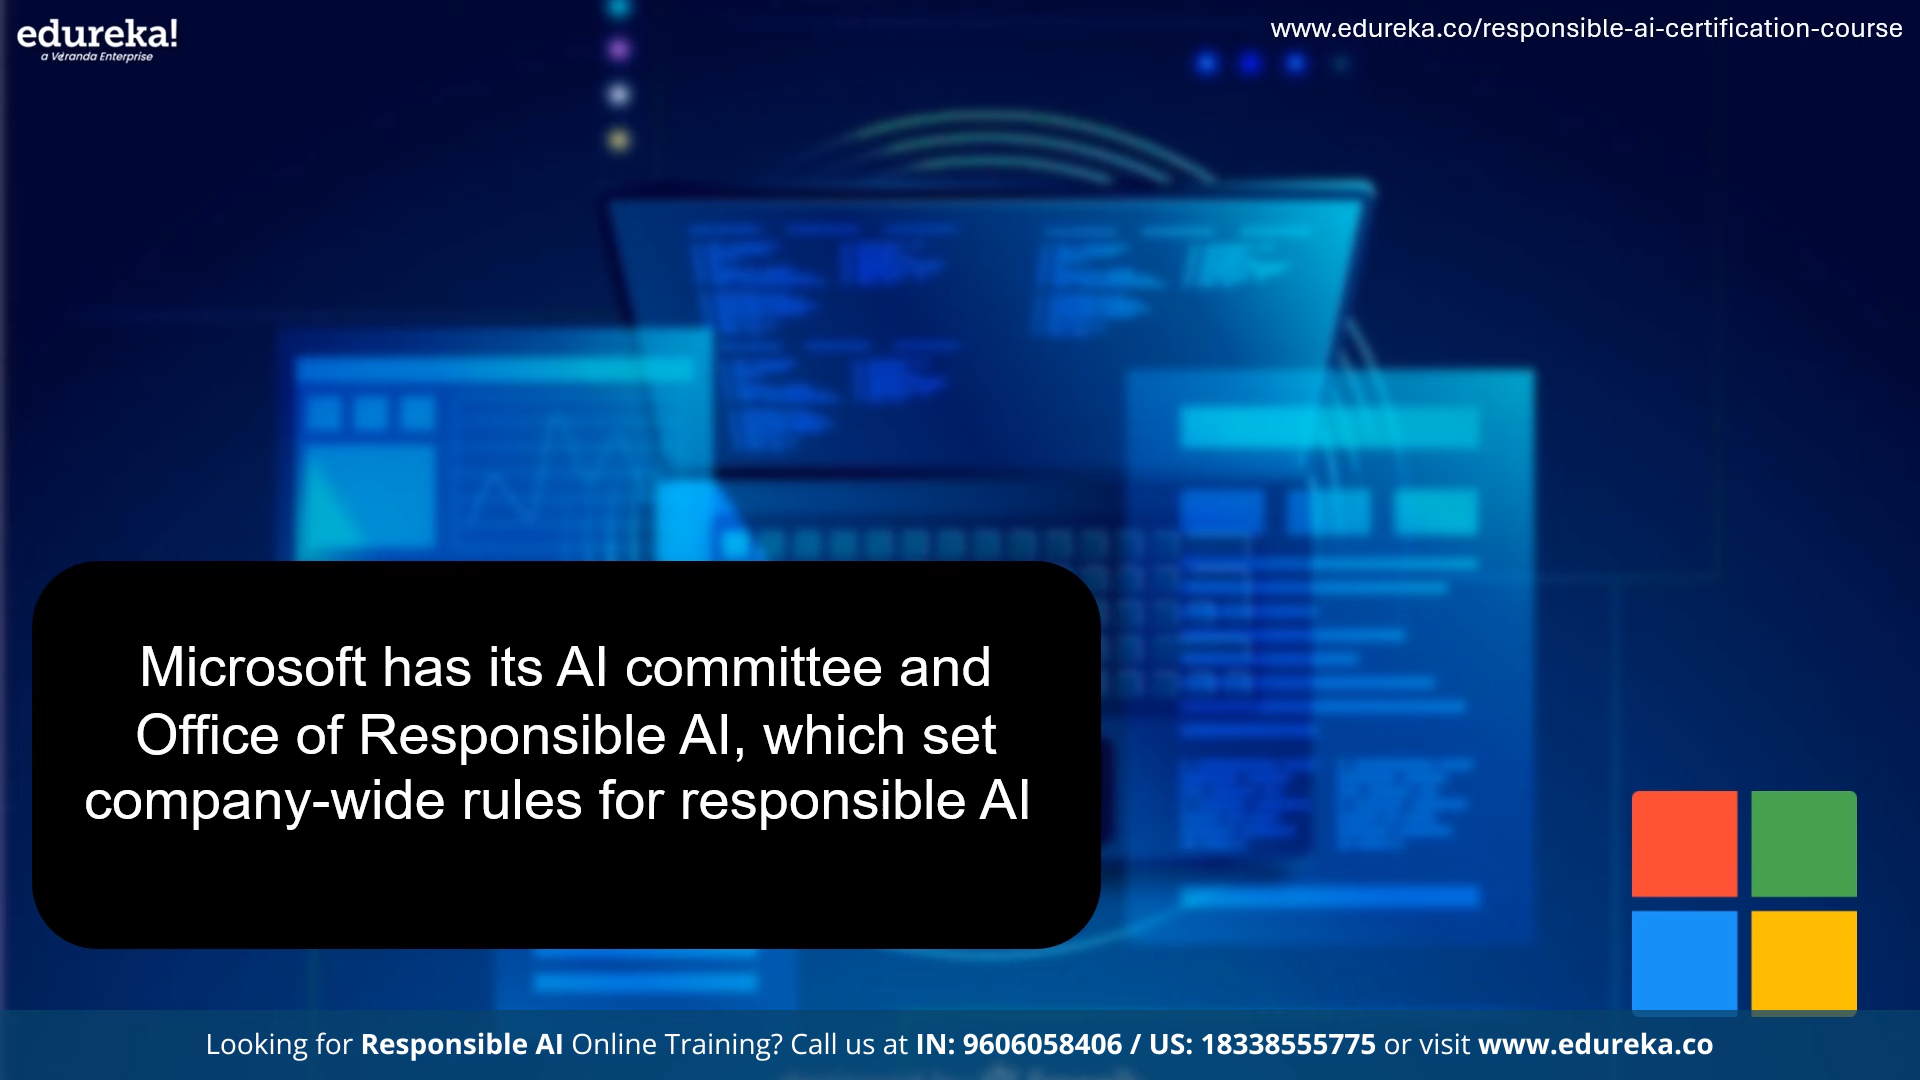 edureka!
a Veranda Enterprise
www.edureka.co/responsible-ai-certification-course
Microsoft has its AI committee and
Office of Responsible AI, which set
company-wide rules for responsible AI
Looking for Responsible AI Online Training? Call us at IN: 9606058406 / US: 18338555775 or visit www.edureka.co